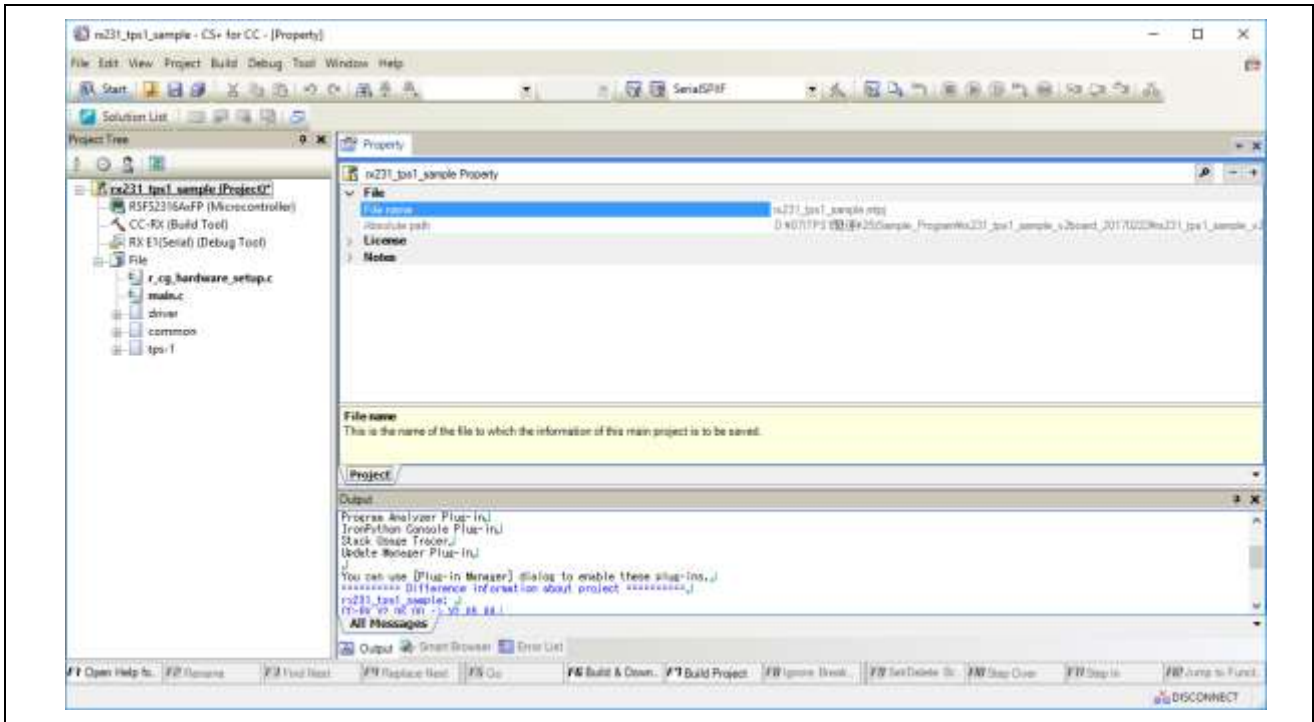 rx231_tps1_sample - CS+ for CC - [Property]
File Edit View Project Build Debug Tool Window Help
Start SerialSPIIF
Solution List
Project Tree
Property
rx231_tps1_sample (Project)*
R5F52316AxFP (Microcontroller)
CC-RX (Build Tool)
RX E1(Serial) (Debug Tool)
File
r_cg_hardware_setup.c
main.c
driver
common
tps-1
rx231_tps1_sample Property
File
File name rx231_tps1_sample.mtpj
Absolute path
License
Notes
File name
This is the name of the file to which the information of this main project is to be saved.
Project
Output
Program Analyzer Plug-in
IronPython Console Plug-in
Stack Usage Tracer
Update Manager Plug-in
You can use [Plug-in Manager] dialog to enable these plug-ins.
********** Difference information about project **********
rx231_tps1_sample:
All Messages
Output Smart Browser Error List
F1 Open Help fo.. F2 Rename F3 Find Next F4 Replace Next F5 Go F6 Build & Down.. F7 Build Project F8 Ignore Break.. F9 Set/Delete Br.. F10 Step Over F11 Step In F12 Jump to Funct..
DISCONNECT